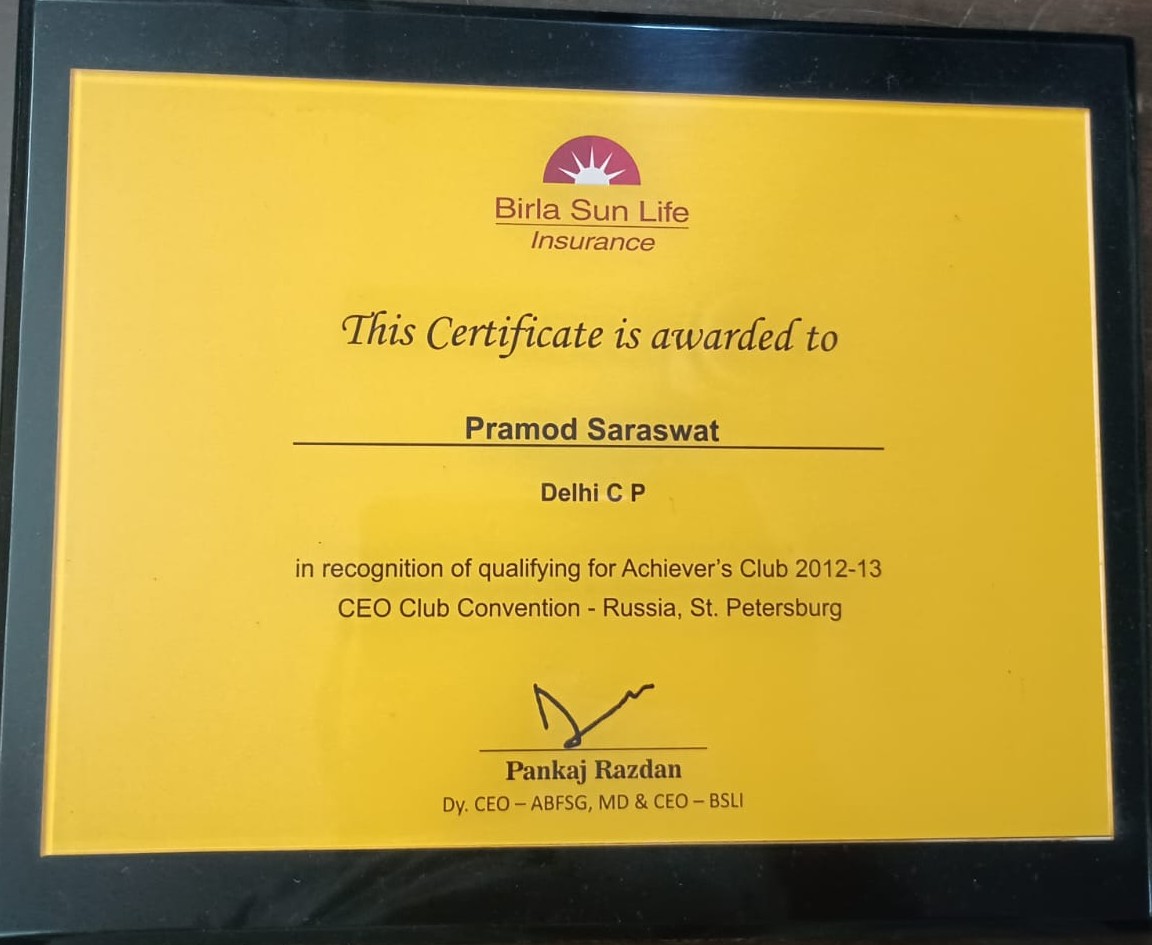 Birla Sun Life
Insurance
This Certificate is awarded to
Pramod Saraswat
Delhi C P
in recognition of qualifying for Achiever's Club 2012-13
CEO Club Convention - Russia, St. Petersburg
Pankaj Razdan
Dy. CEO – ABFSG, MD & CEO – BSLI